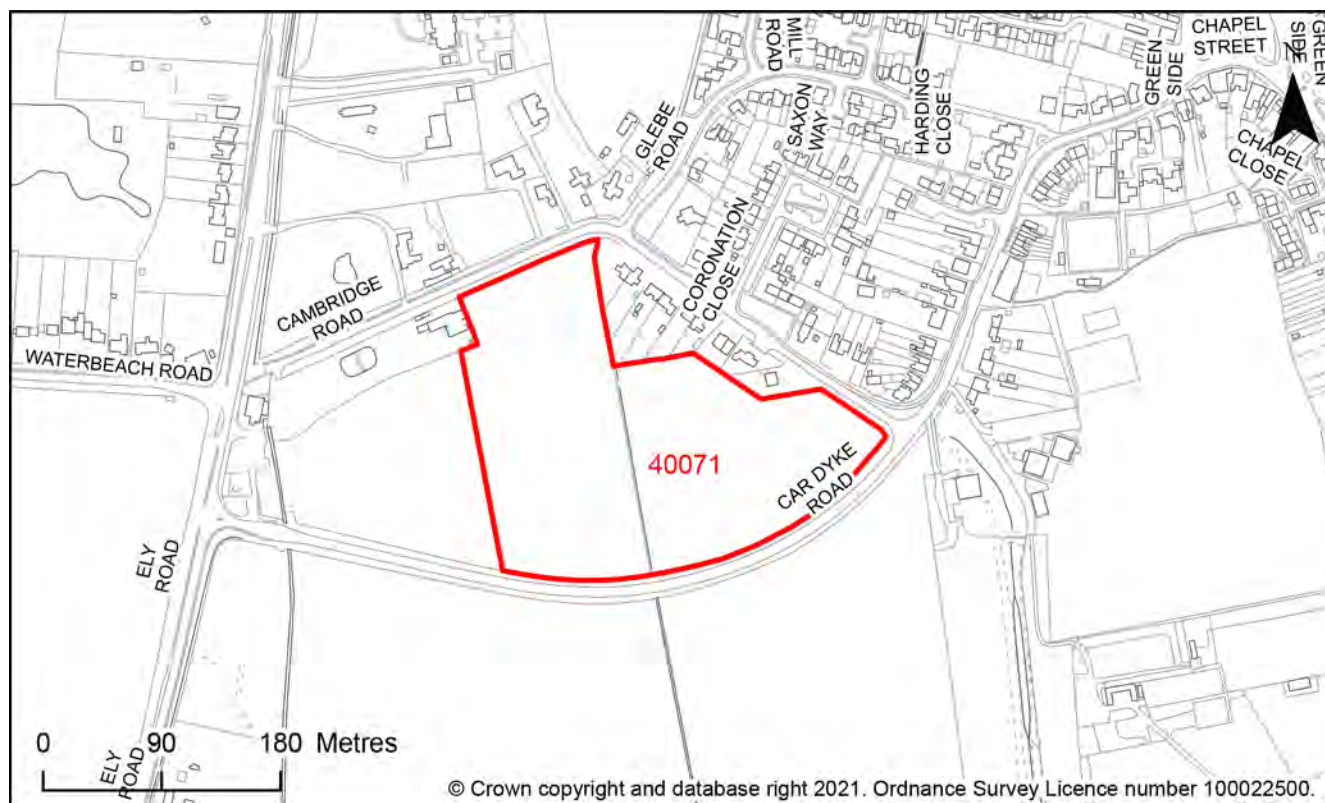 CHAPEL
STREET
GREEN
SIDE
GREEN
SIDE
N
MILL
ROAD
GLEBE
ROAD
SAXON
WAY
HARDING
CLOSE
CHAPEL
CLOSE
CORONATION
CLOSE
CAMBRIDGE
ROAD
WATERBEACH ROAD
40071
CAR DYKE
ROAD
ELY
ROAD
ELY
ROAD
0 90 180 Metres
© Crown copyright and database right 2021. Ordnance Survey Licence number 100022500.